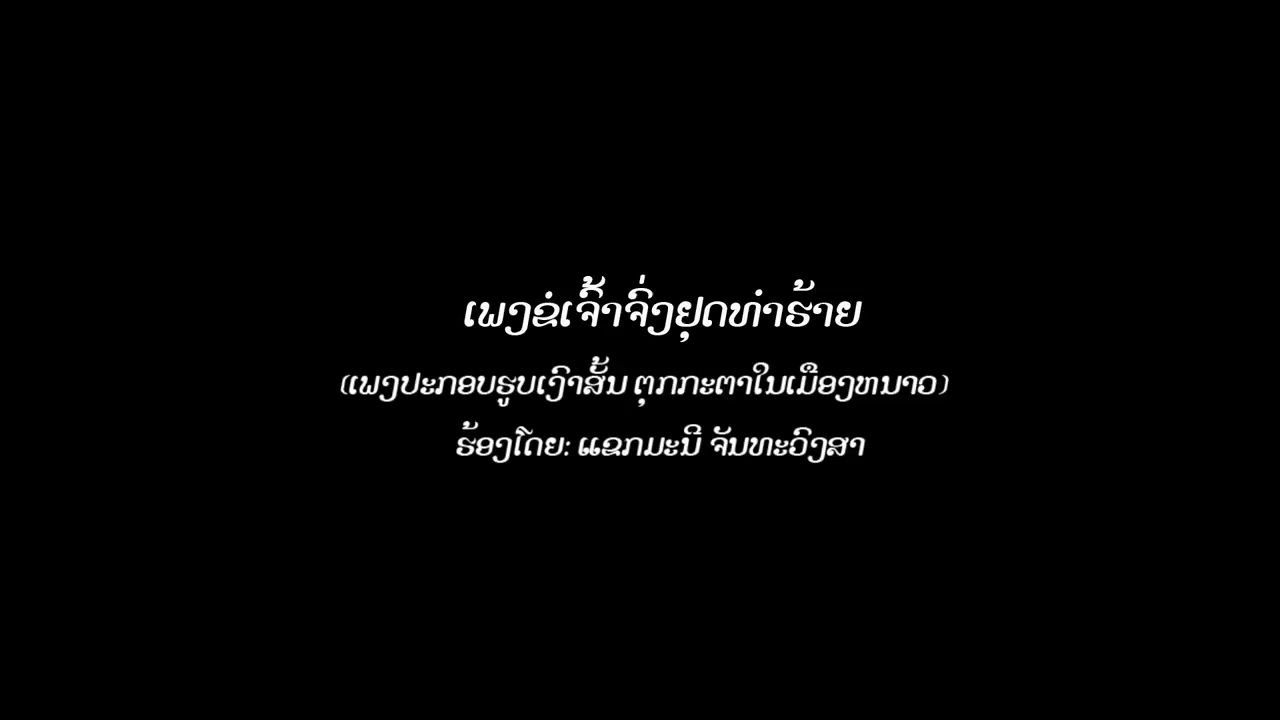 ເພງຂໍເຈົ້າຈົ່ງຢຸດທຳຮ້າຍ
(ເພງປະກອບຮູບເງົາສັ້ນ ຕຸກກະຕາໃນເມືອງຫນາວ)
ຮ້ອງໂດຍ: ແຂກມະນີ ຈັນທະວົງສາ